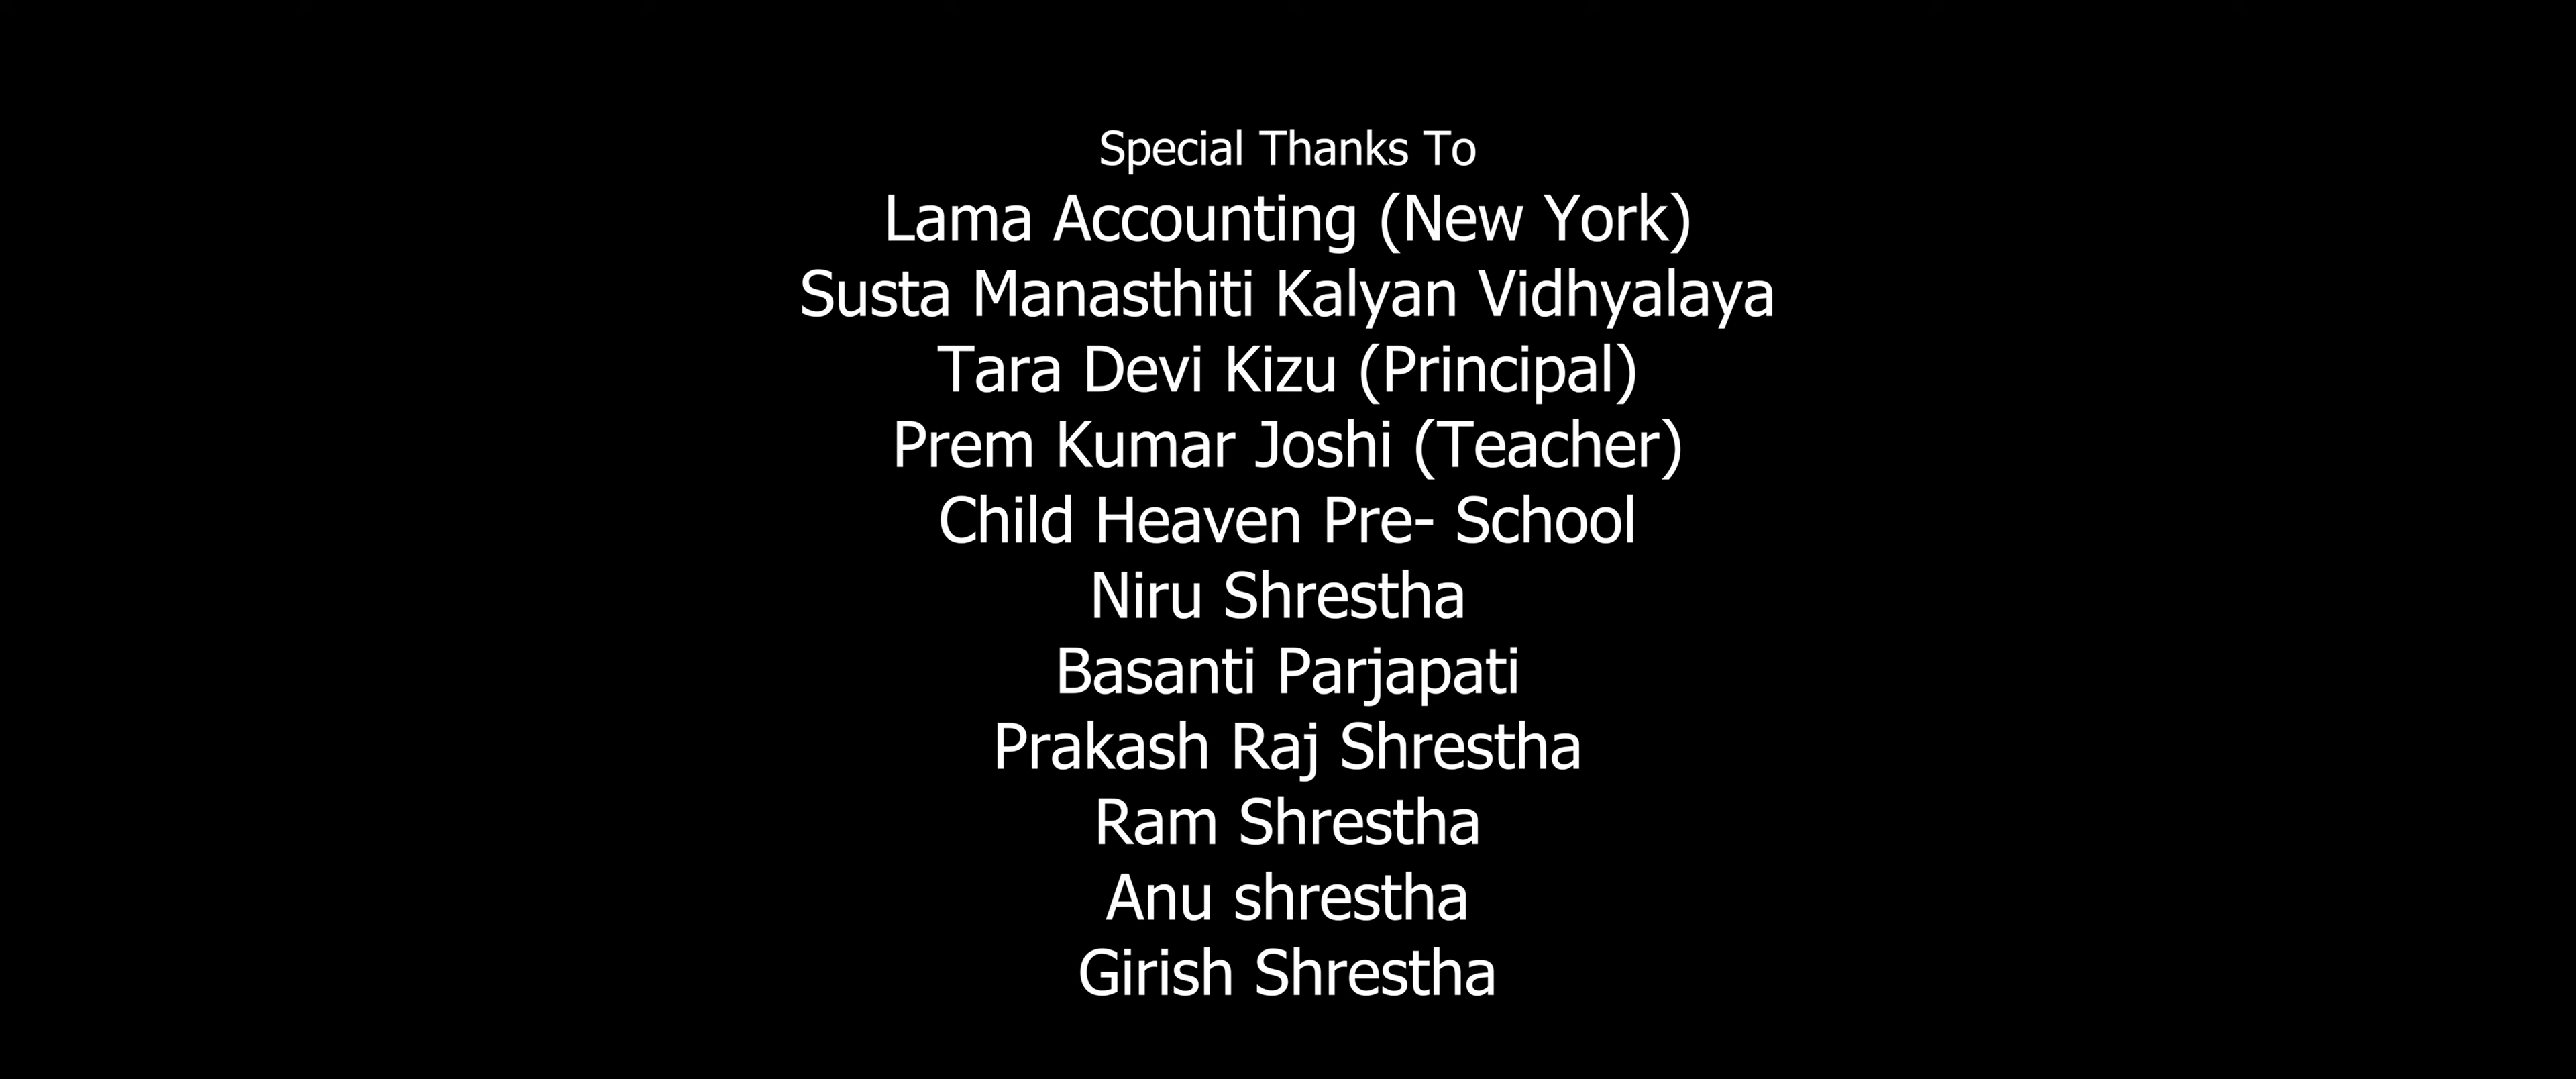 Special Thanks To
Lama Accounting (New York)
Susta Manasthiti Kalyan Vidhyalaya
Tara Devi Kizu (Principal)
Prem Kumar Joshi (Teacher)
Child Heaven Pre- School
Niru Shrestha
Basanti Parjapati
Prakash Raj Shrestha
Ram Shrestha
Anu shrestha
Girish Shrestha